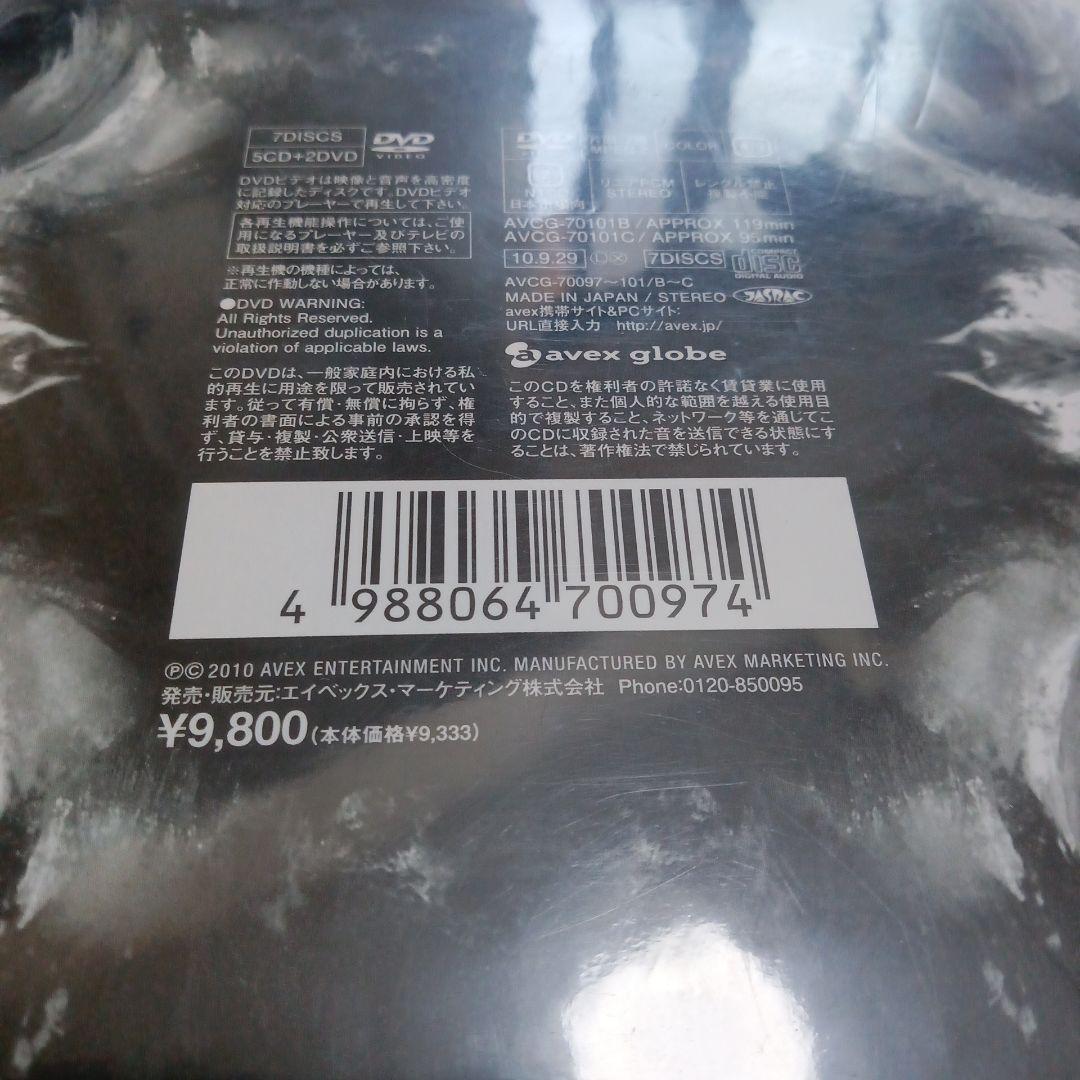 7DISCS
5CD+2DVD
DVD
VIDEO
DVDビデオは映像と音声を高密度
に記録したディスクです。DVDビデオ
対応のプレーヤーで再生して下さい。
各再生機能操作については、ご使
用になるプレーヤー及びテレビの
取扱説明書を必ずご参照下さい。
※再生機の機種によっては、
正常に作動しない場合があります。
●DVD WARNING:
All Rights Reserved.
Unauthorized duplication is a
violation of applicable laws.
このDVDは、一般家庭内における私
的再生に用途を限って販売されてい
ます。従って有償・無償に拘らず、権
利者の書面による事前の承認を得
ず、貸与・複製・公衆送信・上映等を
行うことを禁止致します。
COLOR
リニアPCM
STEREO
レンタル禁止
複製不能
AVCG-70101B / APPROX 119min
AVCG-70101C / APPROX 95min
10.9.29
7DISCS
disc
DIGITAL AUDIO
AVCG-70097～101/B～C
MADE IN JAPAN / STEREO
JASRAC
avex携帯サイト&PCサイト:
URL直接入力 http://avex.jp/
avex globe
このCDを権利者の許諾なく賃貸業に使用
すること、また個人的な範囲を越える使用目
的で複製すること、ネットワーク等を通じてこ
のCDに収録された音を送信できる状態にす
ることは、著作権法で禁じられています。
4 988064 700974
℗© 2010 AVEX ENTERTAINMENT INC. MANUFACTURED BY AVEX MARKETING INC.
発売・販売元:エイベックス・マーケティング株式会社 Phone:0120-850095
¥9,800(本体価格¥9,333)